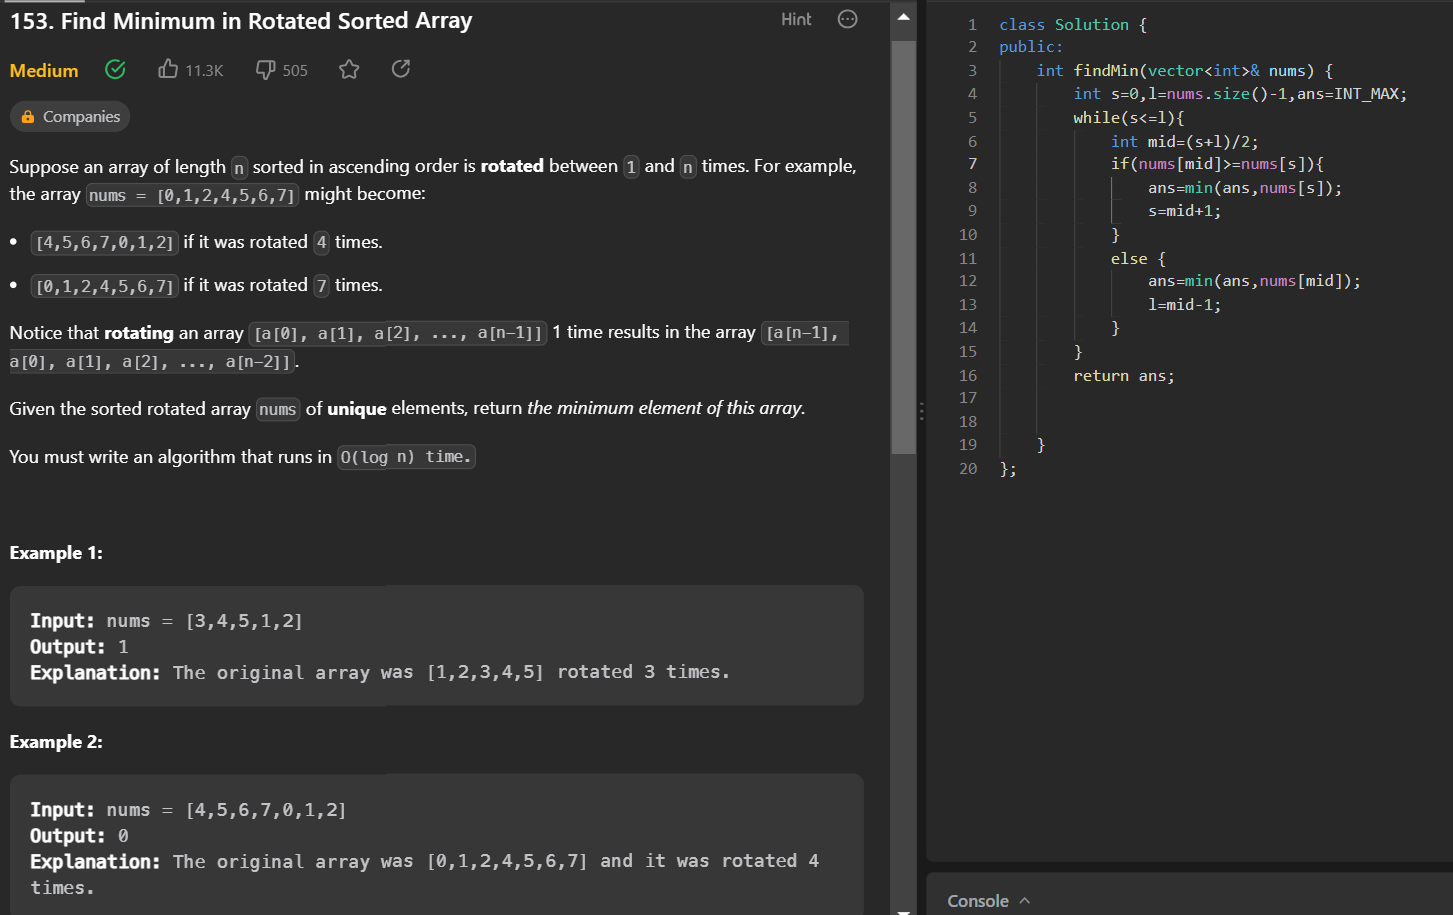 153. Find Minimum in Rotated Sorted Array
Hint
Medium 11.3K 505
Companies
Suppose an array of length n sorted in ascending order is rotated between 1 and n times. For example,
the array nums = [0,1,2,4,5,6,7] might become:
• [4,5,6,7,0,1,2] if it was rotated 4 times.
• [0,1,2,4,5,6,7] if it was rotated 7 times.
Notice that rotating an array [a[0], a[1], a[2], ..., a[n-1]] 1 time results in the array [a[n-1],
a[0], a[1], a[2], ..., a[n-2]].
Given the sorted rotated array nums of unique elements, return the minimum element of this array.
You must write an algorithm that runs in O(log n) time.
Example 1:
Input: nums = [3,4,5,1,2]
Output: 1
Explanation: The original array was [1,2,3,4,5] rotated 3 times.
Example 2:
Input: nums = [4,5,6,7,0,1,2]
Output: 0
Explanation: The original array was [0,1,2,4,5,6,7] and it was rotated 4
times.
1 class Solution {
2 public:
3     int findMin(vector<int>& nums) {
4         int s=0,l=nums.size()-1,ans=INT_MAX;
5         while(s<=l){
6             int mid=(s+l)/2;
7             if(nums[mid]>=nums[s]){
8                 ans=min(ans,nums[s]);
9                 s=mid+1;
10             }
11             else {
12                 ans=min(ans,nums[mid]);
13                 l=mid-1;
14             }
15         }
16         return ans;
17
18
19     }
20 };
Console